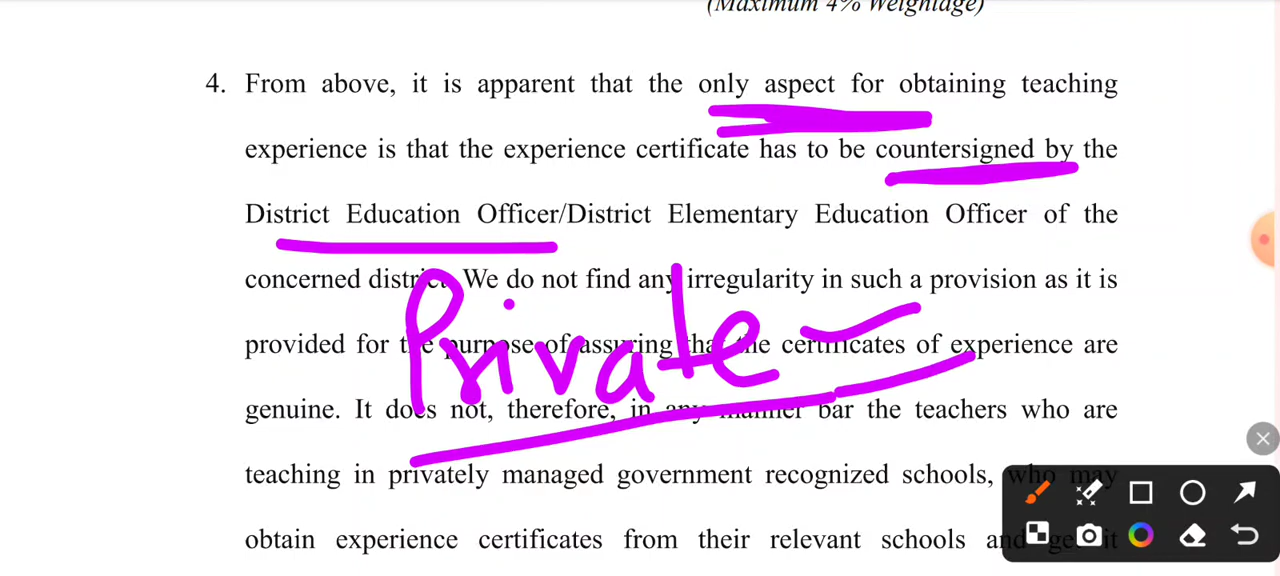 (Maximum 4% Weightage)
4. From above, it is apparent that the only aspect for obtaining teaching
experience is that the experience certificate has to be countersigned by the
District Education Officer/District Elementary Education Officer of the
concerned district. We do not find any irregularity in such a provision as it is
Private
provided for the purpose of assuring that the certificates of experience are
genuine. It does not, therefore, in any manner bar the teachers who are
teaching in privately managed government recognized schools, who may
obtain experience certificates from their relevant schools and get it